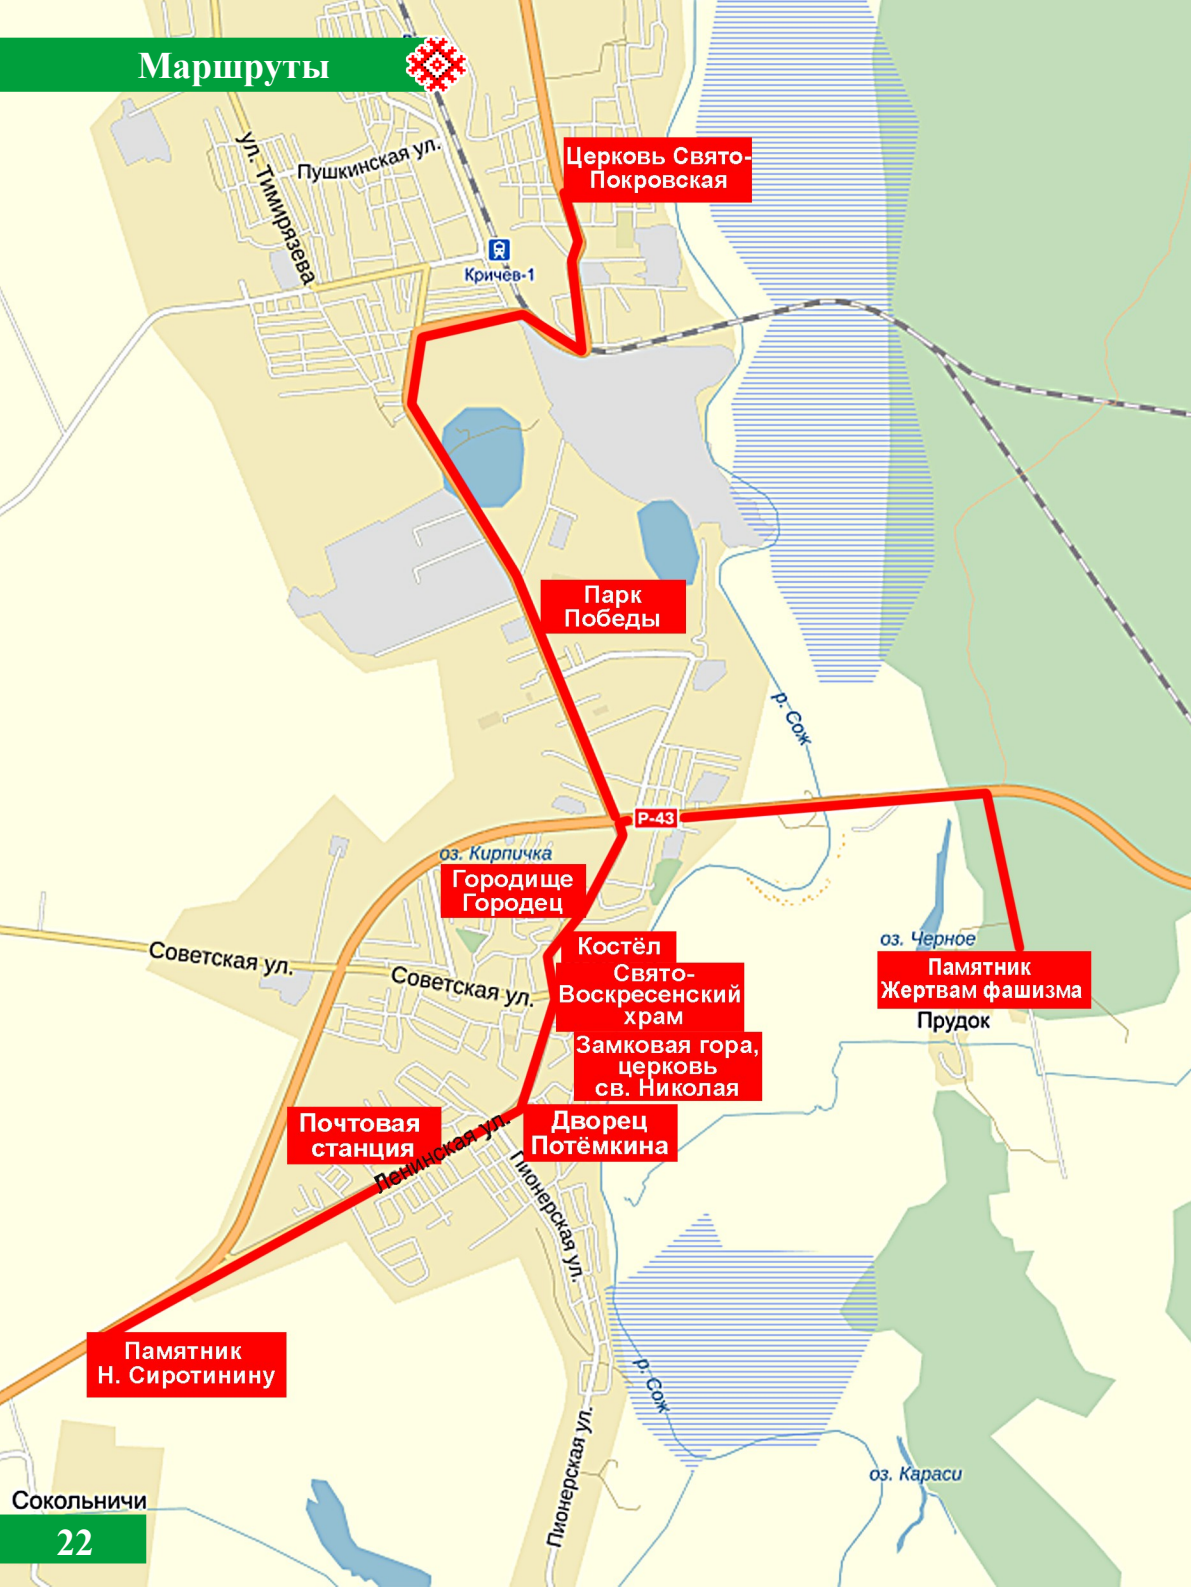 Маршруты
Церковь Свято-
Покровская
Пушкинская ул.
ул. Тимирязева
Кричев-1
Парк
Победы
р. Сож
Р-43
оз. Кирпичка
Городище
Городец
Советская ул.
Советская ул.
Костёл
Свято-
Воскресенский
храм
оз. Черное
Памятник
Жертвам фашизма
Прудок
Замковая гора,
церковь
св. Николая
Почтовая
станция
Ленинская ул.
Дворец
Потёмкина
Пионерская ул.
Памятник
Н. Сиротинину
р. Сож
Пионерская ул.
оз. Караси
Сокольничи
22